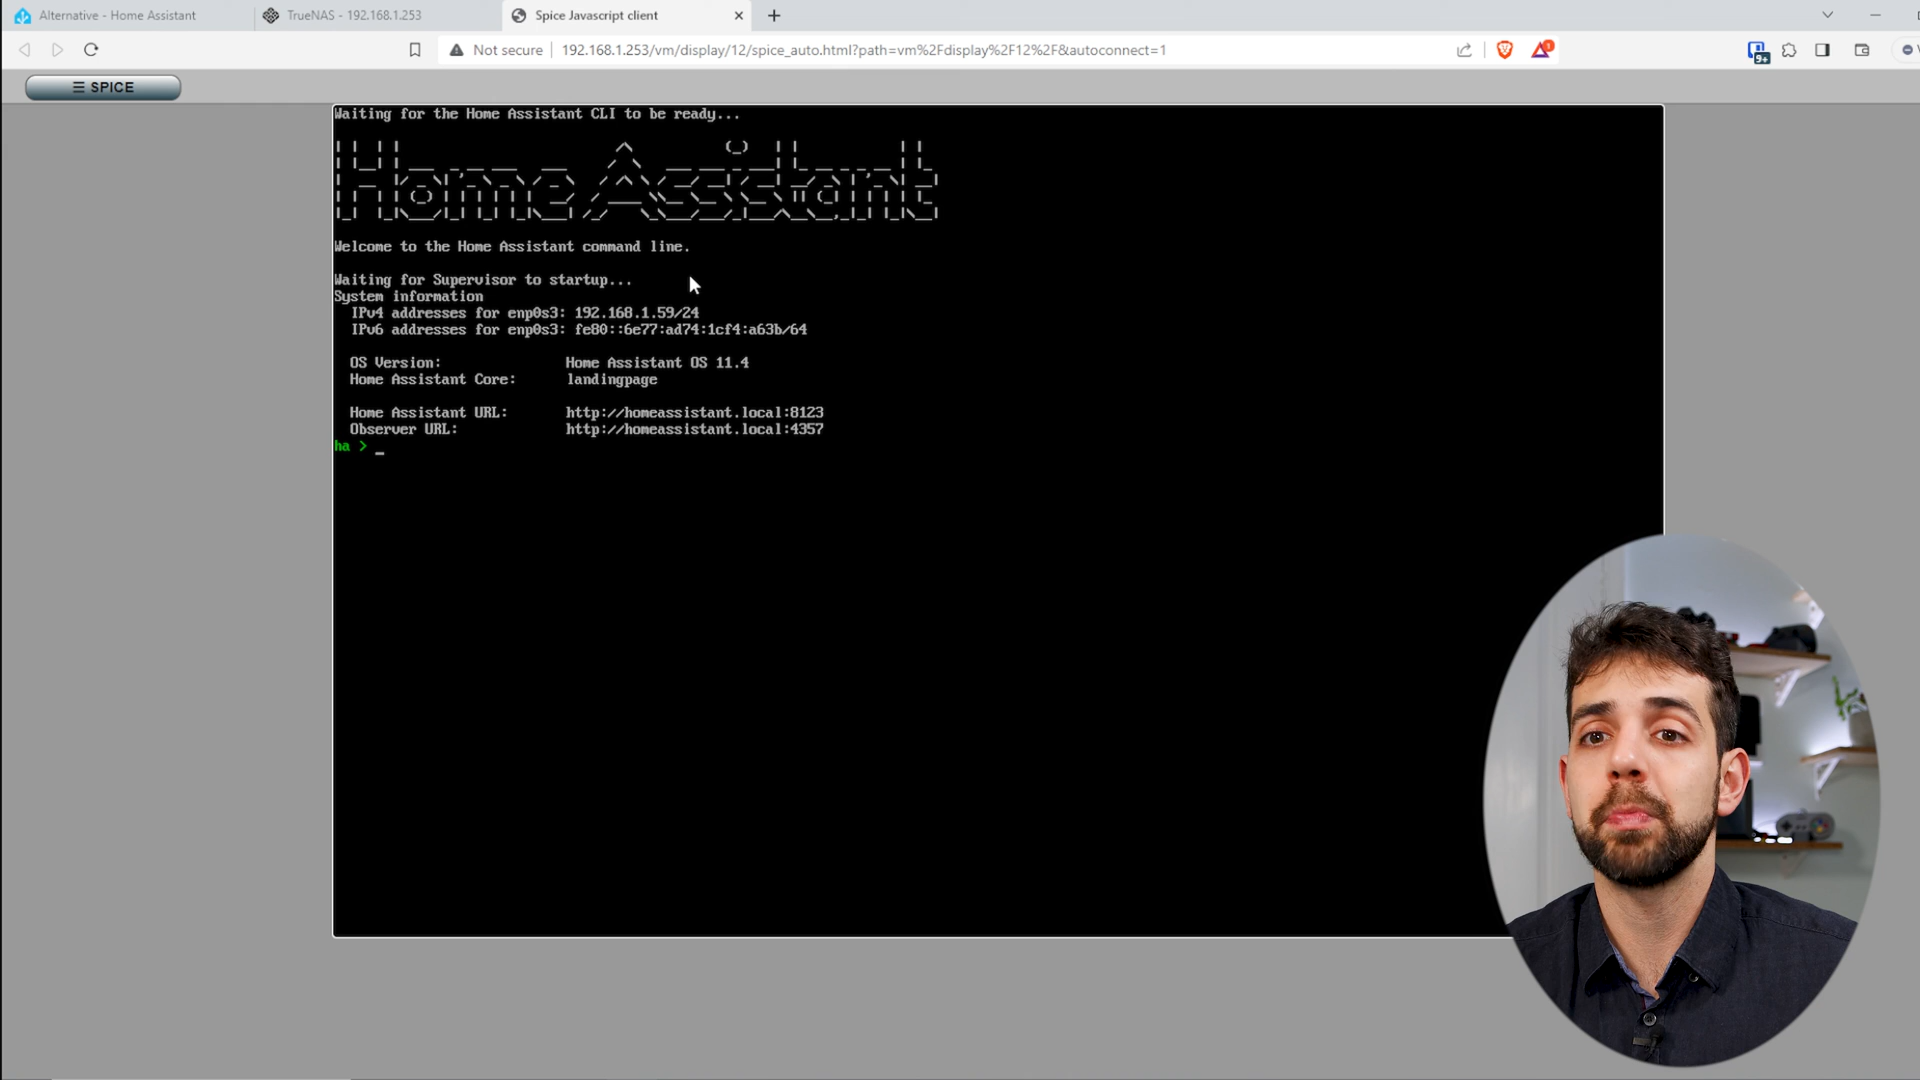 Alternative - Home Assistant
TrueNAS - 192.168.1.253
Spice Javascript client
Not secure
192.168.1.253/vm/display/12/spice_auto.html?path=vm%2Fdisplay%2F12%2F&autoconnect=1
1
9+
☰ SPICE
Waiting for the Home Assistant CLI to be ready...
Home Assistant
Welcome to the Home Assistant command line.
Waiting for Supervisor to startup...
System information
IPv4 addresses for enp0s3: 192.168.1.59/24
IPv6 addresses for enp0s3: fe80::6e77:ad74:1cf4:a63b/64
OS Version: Home Assistant OS 11.4
Home Assistant Core: landingpage
Home Assistant URL: http://homeassistant.local:8123
Observer URL: http://homeassistant.local:4357
ha > _